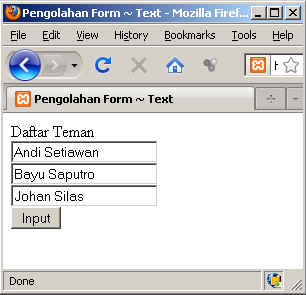 Pengolahan Form ~ Text - Mozilla Firef...
File Edit View History Bookmarks Tools Help
Pengolahan Form ~ Text
Daftar Teman
Andi Setiawan
Bayu Saputro
Johan Silas
Input
Done